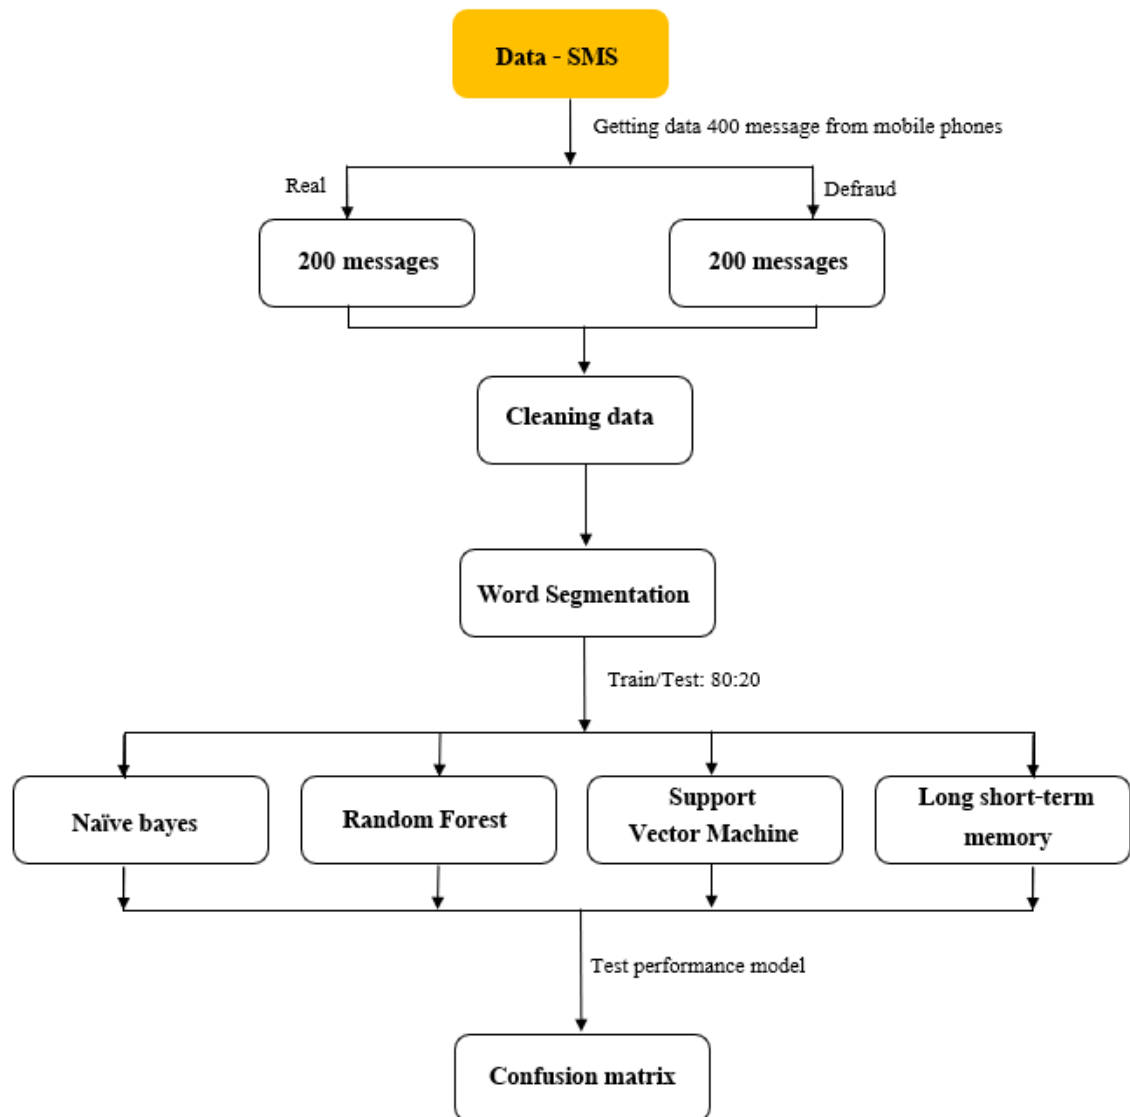 Data - SMS
Getting data 400 message from mobile phones
Real
Defraud
200 messages
200 messages
Cleaning data
Word Segmentation
Train/Test: 80:20
Naïve bayes
Random Forest
Support
Vector Machine
Long short-term
memory
Test performance model
Confusion matrix